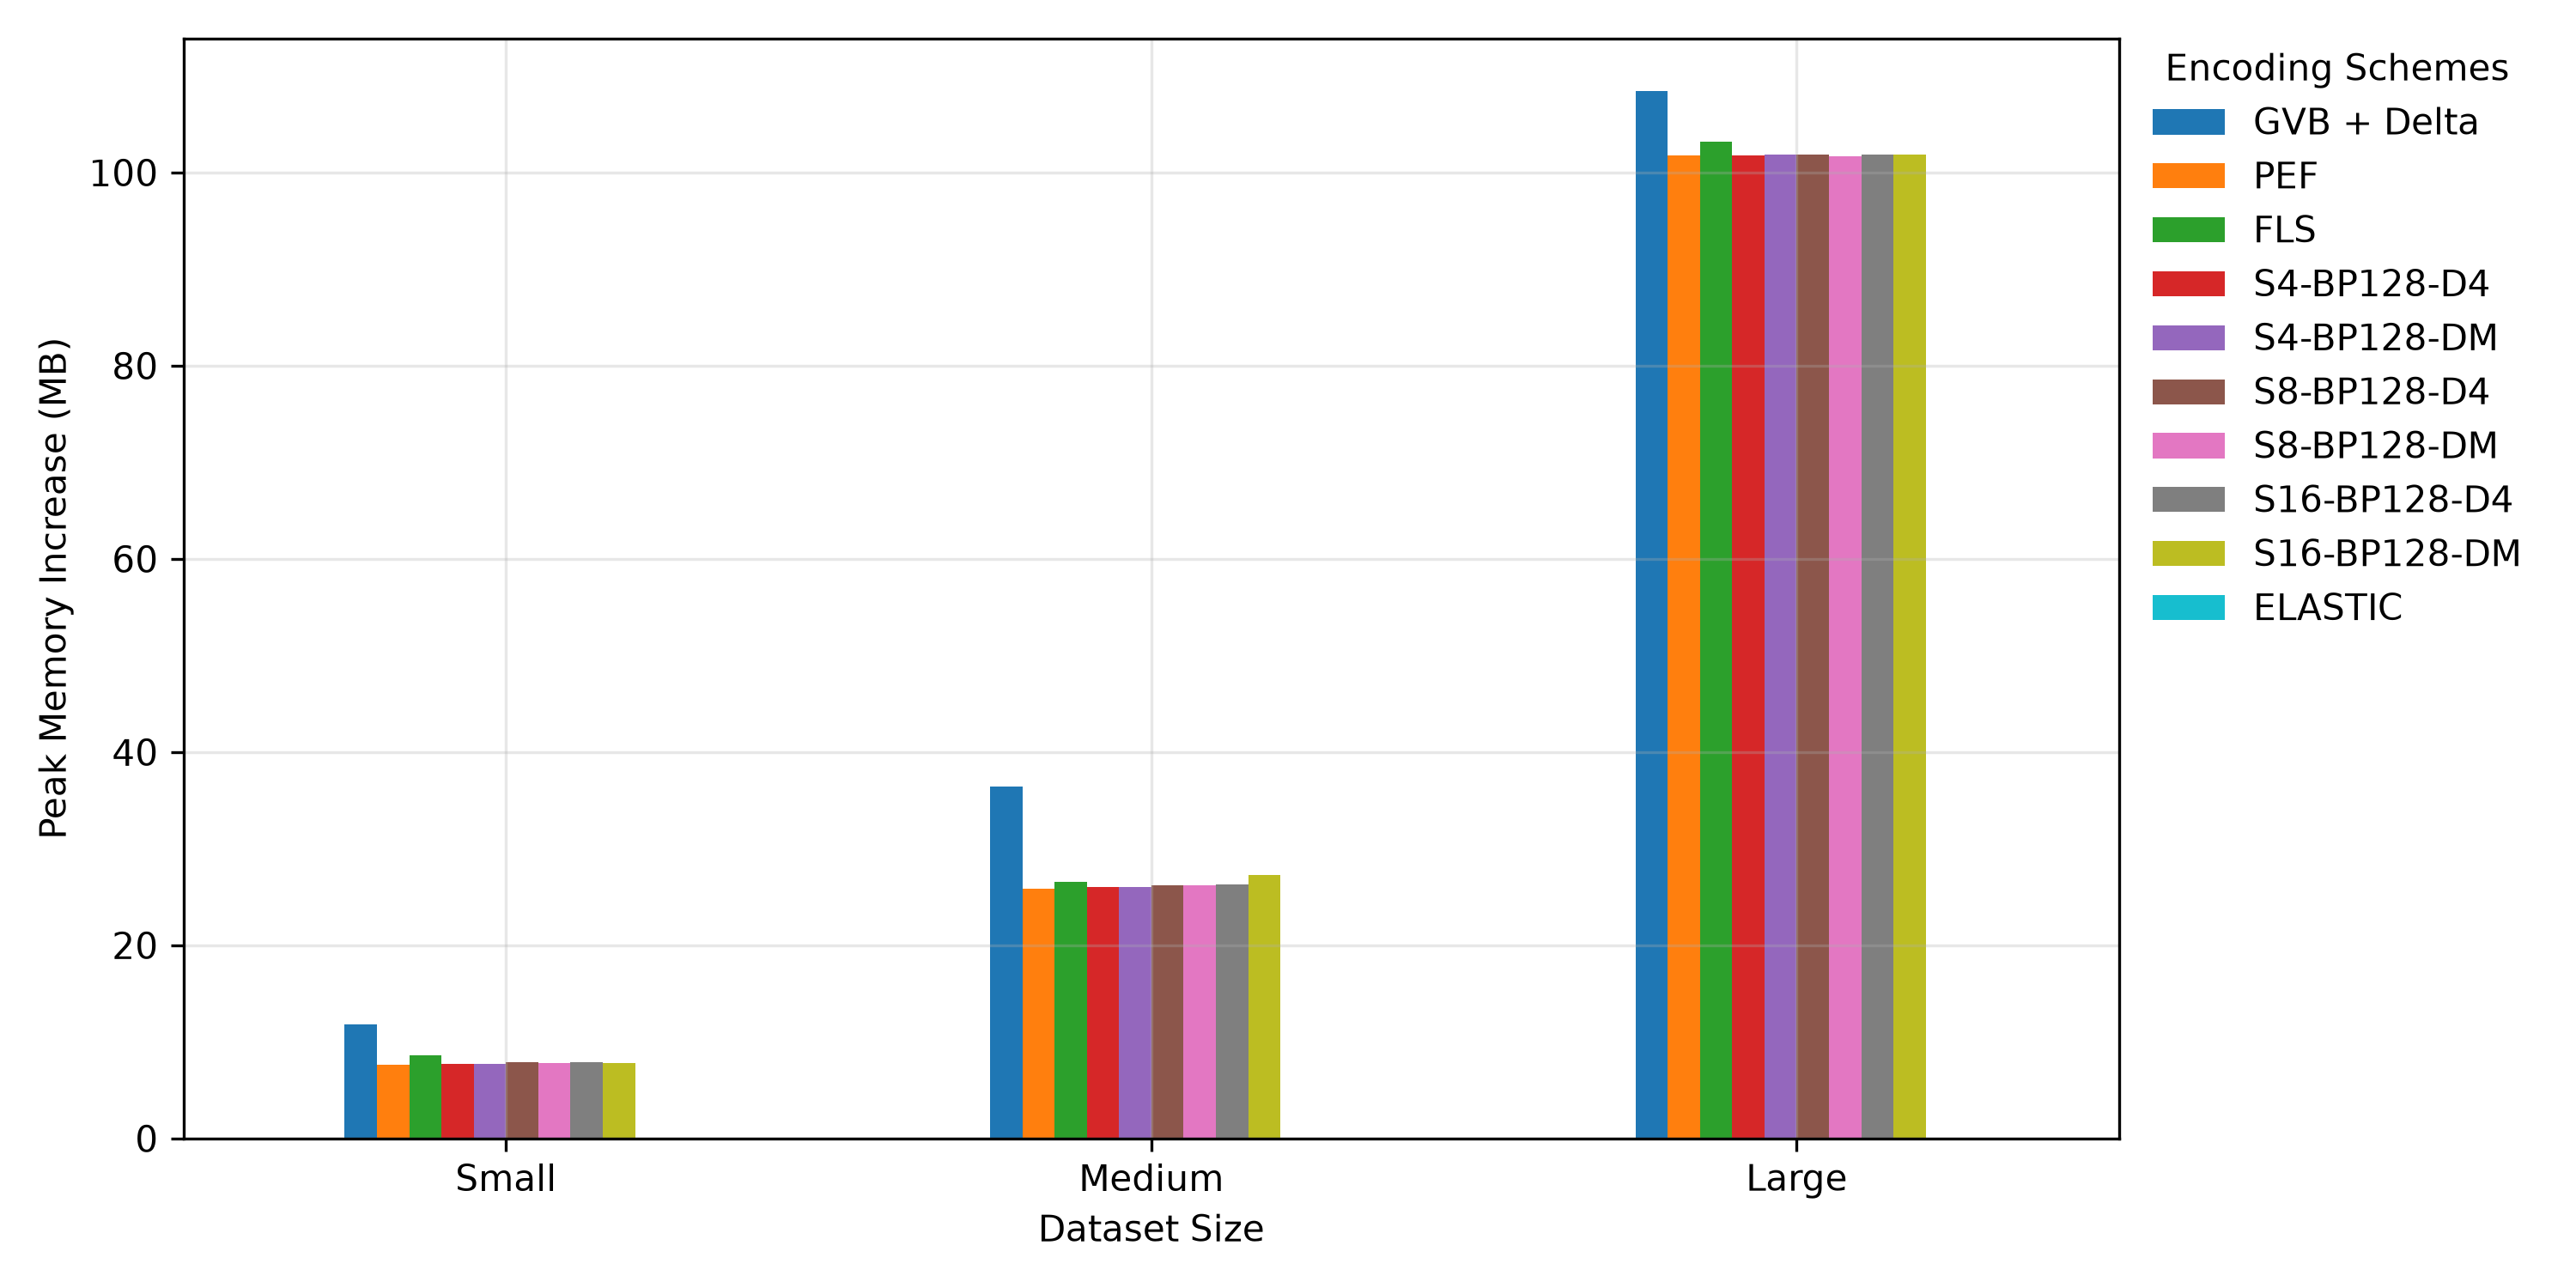 Encoding Schemes
GVB + Delta
PEF
FLS
S4-BP128-D4
S4-BP128-DM
S8-BP128-D4
S8-BP128-DM
S16-BP128-D4
S16-BP128-DM
ELASTIC
Peak Memory Increase (MB)
100
80
60
40
20
0
Small
Medium
Large
Dataset Size